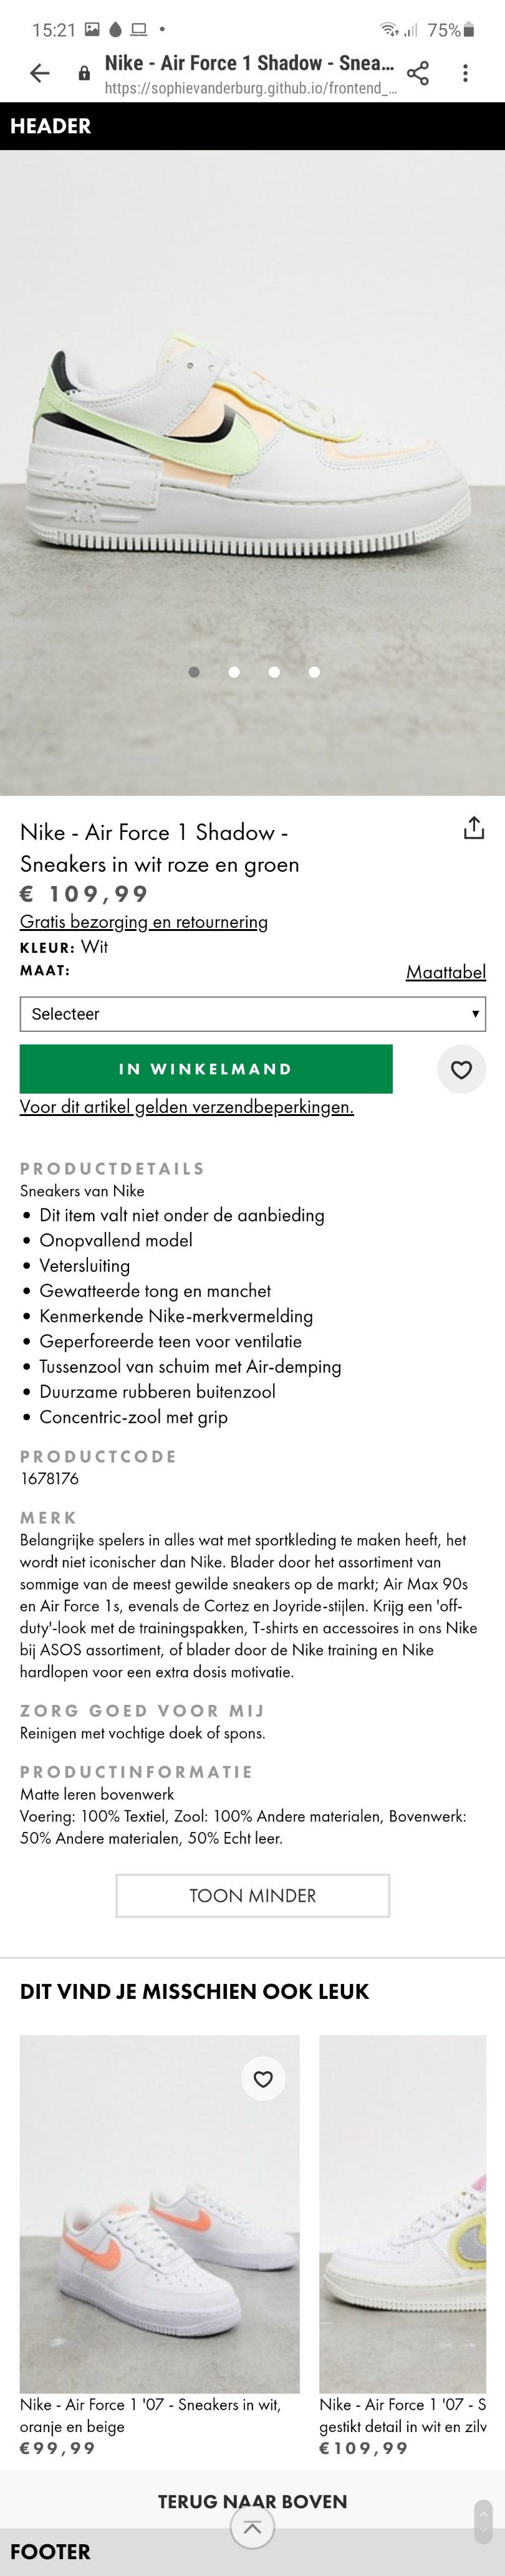 15:21
75%
Nike - Air Force 1 Shadow - Snea...
https://sophievanderburg.github.io/frontend_...
HEADER
AIR
AIR
Nike - Air Force 1 Shadow -
Sneakers in wit roze en groen
€ 109,99
Gratis bezorging en retournering
KLEUR: Wit
MAAT:
Maattabel
Selecteer
IN WINKELMAND
Voor dit artikel gelden verzendbeperkingen.
PRODUCTDETAILS
Sneakers van Nike
• Dit item valt niet onder de aanbieding
• Onopvallend model
• Vetersluiting
• Gewatteerde tong en manchet
• Kenmerkende Nike-merkvermelding
• Geperforeerde teen voor ventilatie
• Tussenzool van schuim met Air-demping
• Duurzame rubberen buitenzool
• Concentric-zool met grip
PRODUCTCODE
1678176
MERK
Belangrijke spelers in alles wat met sportkleding te maken heeft, het
wordt niet iconischer dan Nike. Blader door het assortiment van
sommige van de meest gewilde sneakers op de markt; Air Max 90s
en Air Force 1s, evenals de Cortez en Joyride-stijlen. Krijg een 'off-
duty'-look met de trainingspakken, T-shirts en accessoires in ons Nike
bij ASOS assortiment, of blader door de Nike training en Nike
hardlopen voor een extra dosis motivatie.
ZORG GOED VOOR MIJ
Reinigen met vochtige doek of spons.
PRODUCTINFORMATIE
Matte leren bovenwerk
Voering: 100% Textiel, Zool: 100% Andere materialen, Bovenwerk:
50% Andere materialen, 50% Echt leer.
TOON MINDER
DIT VIND JE MISSCHIEN OOK LEUK
Nike - Air Force 1 '07 - Sneakers in wit,
oranje en beige
€99,99
Nike - Air Force 1 '07 - S
gestikt detail in wit en zilv
€109,99
TERUG NAAR BOVEN
FOOTER